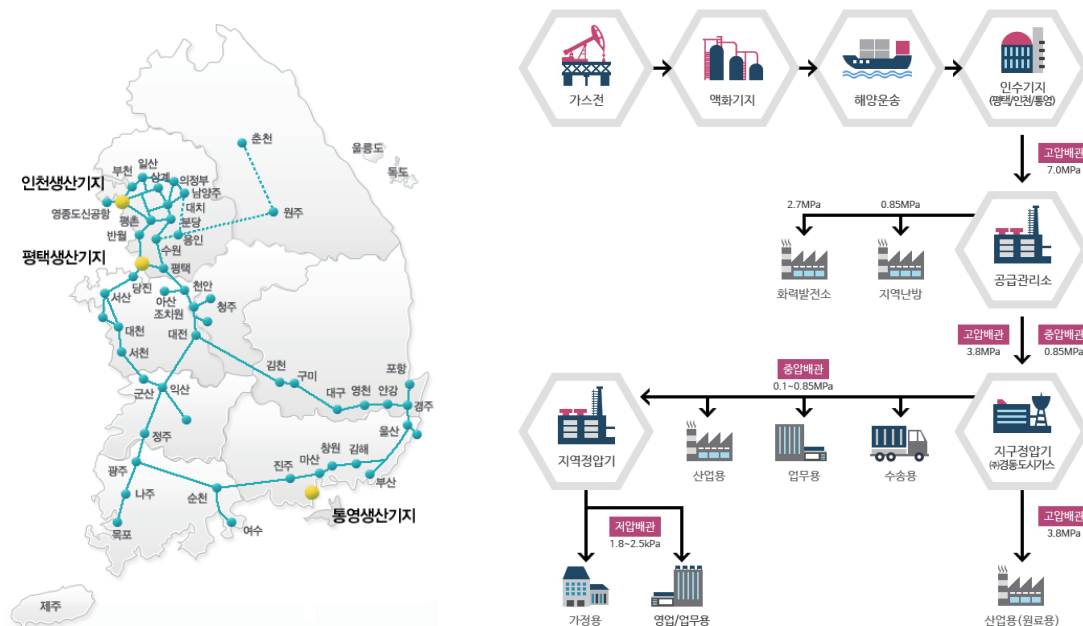 춘천
울릉도
독도
일산
부천
상계
의정부
인천생산기지
남양주
영종도신공항
대치
원주
평촌
분당
반월
용인
수원
평택생산기지
평택
당진
천안
서산
아산
청주
조치원
대천
대전
서천
김천
구미
포항
군산
익산
대구
영천
안강
경주
울산
정주
창원
김해
마산
진주
부산
광주
나주
순천
통영생산기지
목포
여수
제주
가스전
액화기지
해양운송
인수기지
(평택/인천/통영)
고압배관
7.0MPa
2.7MPa
0.85MPa
화력발전소
지역난방
공급관리소
고압배관
3.8MPa
중압배관
0.85MPa
중압배관
0.1~0.85MPa
지역정압기
산업용
업무용
수송용
지구정압기
㈜경동도시가스
저압배관
1.8~2.5kPa
고압배관
3.8MPa
가정용
영업/업무용
산업용(원료용)